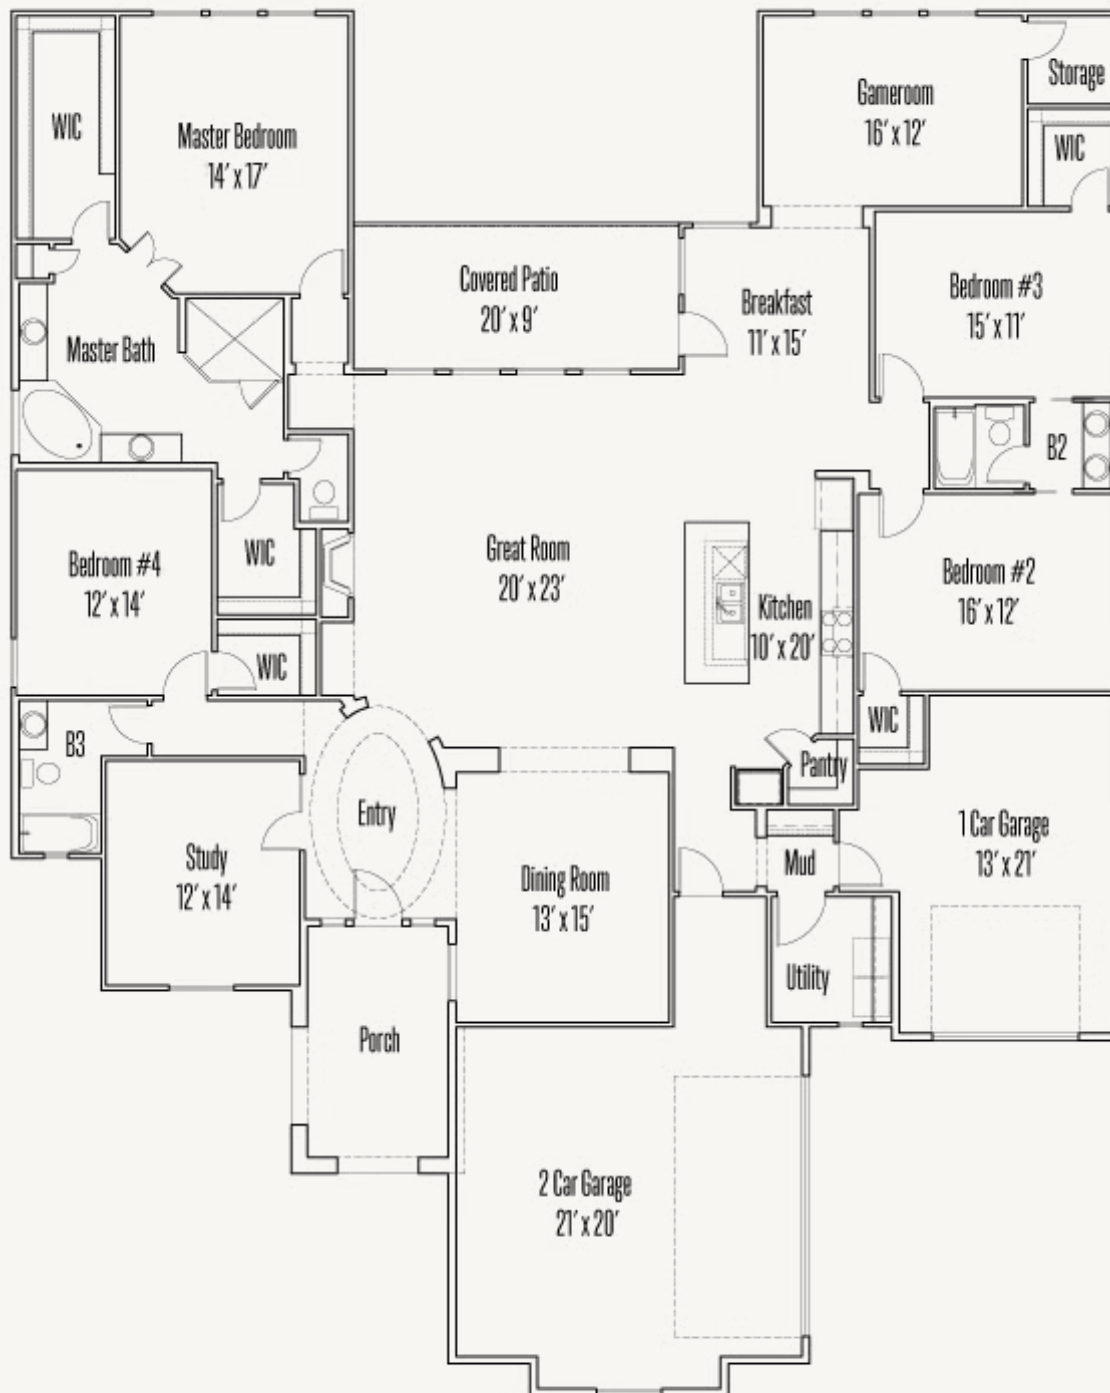 WIC
Master Bedroom
14' x 17'
Gameroom
16' x 12'
Storage
WIC
Covered Patio
20' x 9'
Breakfast
11' x 15'
Bedroom #3
15' x 11'
Master Bath
B2
Bedroom #4
12' x 14'
WIC
Great Room
20' x 23'
Kitchen
10' x 20'
Bedroom #2
16' x 12'
WIC
WIC
B3
Pantry
Entry
Study
12' x 14'
Dining Room
13' x 15'
Mud
1 Car Garage
13' x 21'
Utility
Porch
2 Car Garage
21' x 20'